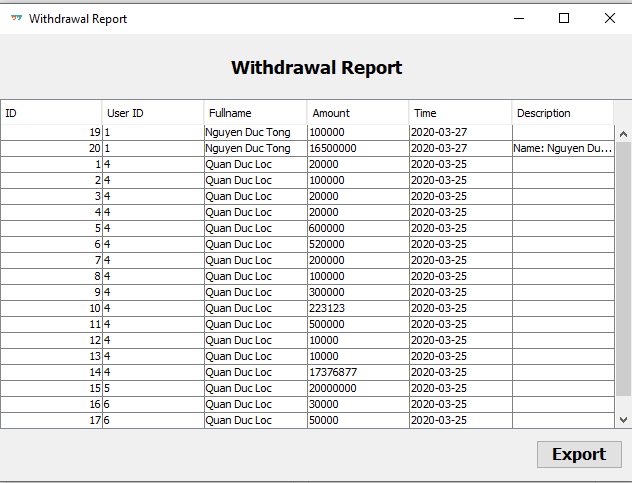 Withdrawal Report
Withdrawal Report
ID User ID Fullname Amount Time Description
19 1 Nguyen Duc Tong 100000 2020-03-27
20 1 Nguyen Duc Tong 16500000 2020-03-27 Name: Nguyen Du...
1 4 Quan Duc Loc 20000 2020-03-25
2 4 Quan Duc Loc 100000 2020-03-25
3 4 Quan Duc Loc 20000 2020-03-25
4 4 Quan Duc Loc 20000 2020-03-25
5 4 Quan Duc Loc 600000 2020-03-25
6 4 Quan Duc Loc 520000 2020-03-25
7 4 Quan Duc Loc 200000 2020-03-25
8 4 Quan Duc Loc 100000 2020-03-25
9 4 Quan Duc Loc 300000 2020-03-25
10 4 Quan Duc Loc 223123 2020-03-25
11 4 Quan Duc Loc 500000 2020-03-25
12 4 Quan Duc Loc 10000 2020-03-25
13 4 Quan Duc Loc 10000 2020-03-25
14 4 Quan Duc Loc 17376877 2020-03-25
15 5 Quan Duc Loc 20000000 2020-03-25
16 6 Quan Duc Loc 30000 2020-03-25
17 6 Quan Duc Loc 50000 2020-03-25
Export